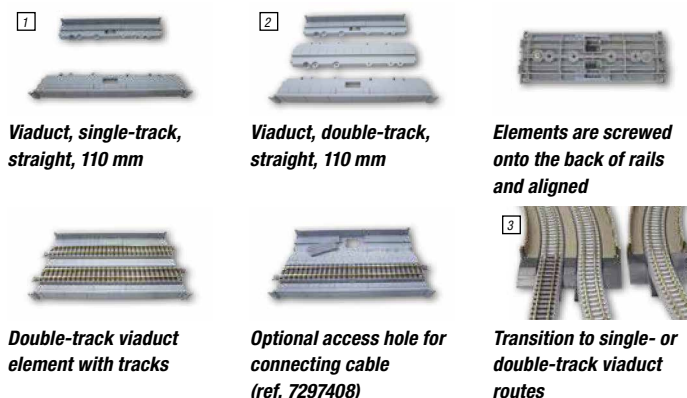 1
Viaduct, single-track,
straight, 110 mm
2
Viaduct, double-track,
straight, 110 mm
Elements are screwed
onto the back of rails
and aligned
Double-track viaduct
element with tracks
Optional access hole for
connecting cable
(ref. 7297408)
3
Transition to single- or
double-track viaduct
routes